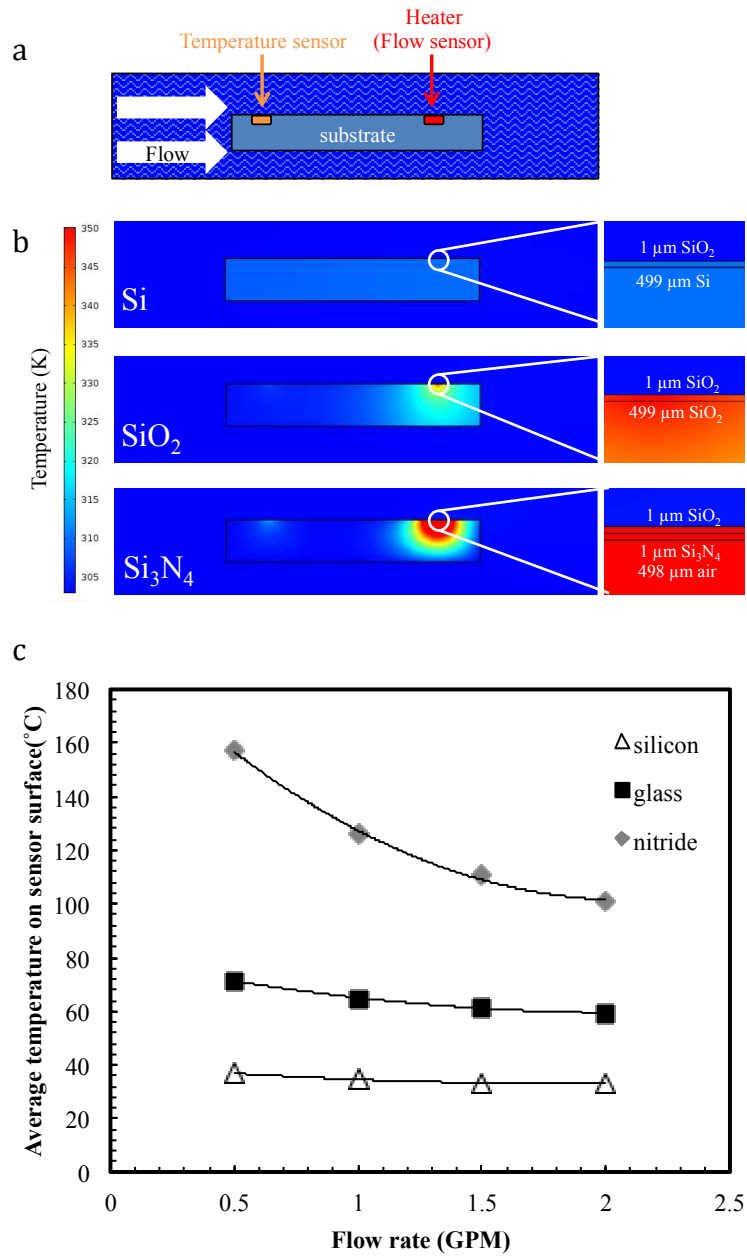 a
Temperature sensor
Heater
(Flow sensor)
substrate
Flow
b
Temperature (K)
350
345
340
335
330
325
320
315
310
305
Si
1 µm SiO₂
499 µm Si
SiO₂
1 µm SiO₂
499 µm SiO₂
Si₃N₄
1 µm SiO₂
1 µm Si₃N₄
498 µm air
c
Average temperature on sensor surface(˚C)
180
160
140
120
100
80
60
40
20
0
silicon
glass
nitride
0
0.5
1
1.5
2
2.5
Flow rate (GPM)